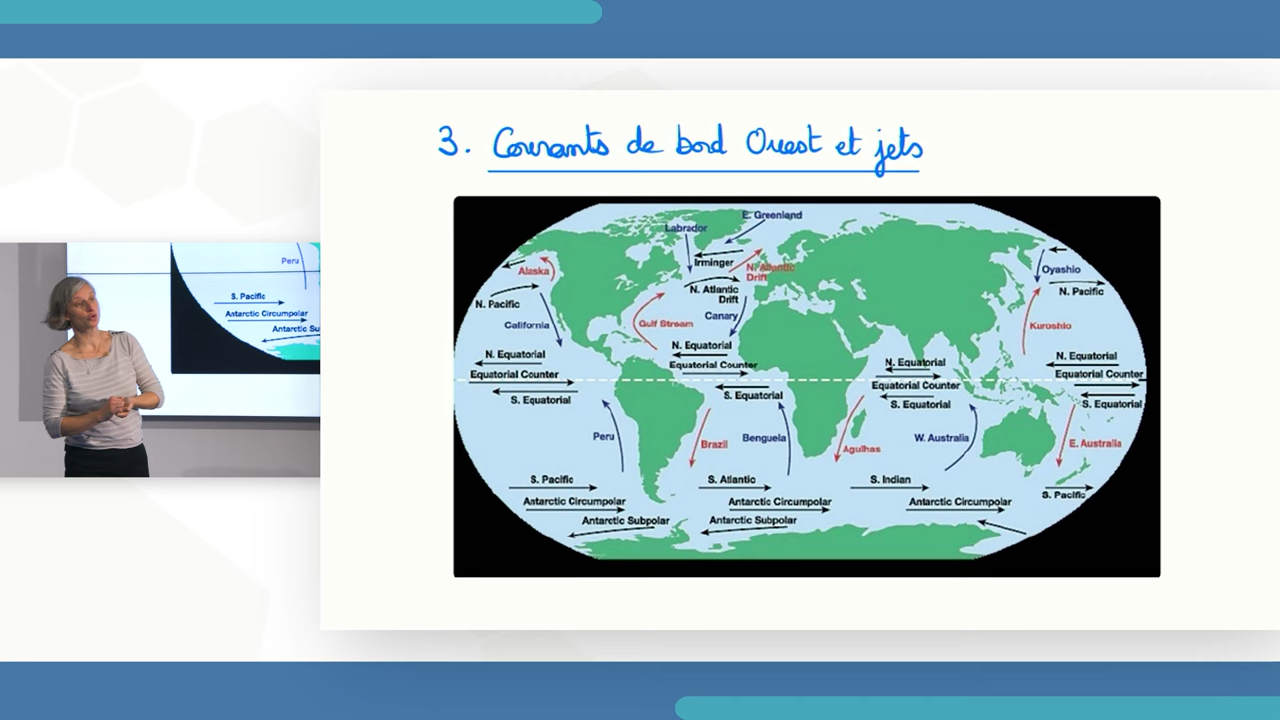 3. Courants de bord Ouest et jets
E. Greenland
Labrador
Irminger
Alaska
N. Atlantic
Drift
N. Atlantic
Drift
Oyashio
N. Pacific
N. Pacific
California
Gulf Stream
Canary
Kuroshio
N. Equatorial
N. Equatorial
N. Equatorial
N. Equatorial
Equatorial Counter
Equatorial Counter
Equatorial Counter
Equatorial Counter
S. Equatorial
S. Equatorial
S. Equatorial
S. Equatorial
Peru
Brazil
Benguela
Agulhas
W. Australia
E. Australia
S. Pacific
S. Atlantic
S. Indian
S. Pacific
Antarctic Circumpolar
Antarctic Circumpolar
Antarctic Circumpolar
Antarctic Subpolar
Antarctic Subpolar
Peru
S. Pacific
Antarctic Circumpolar
Antarctic Su